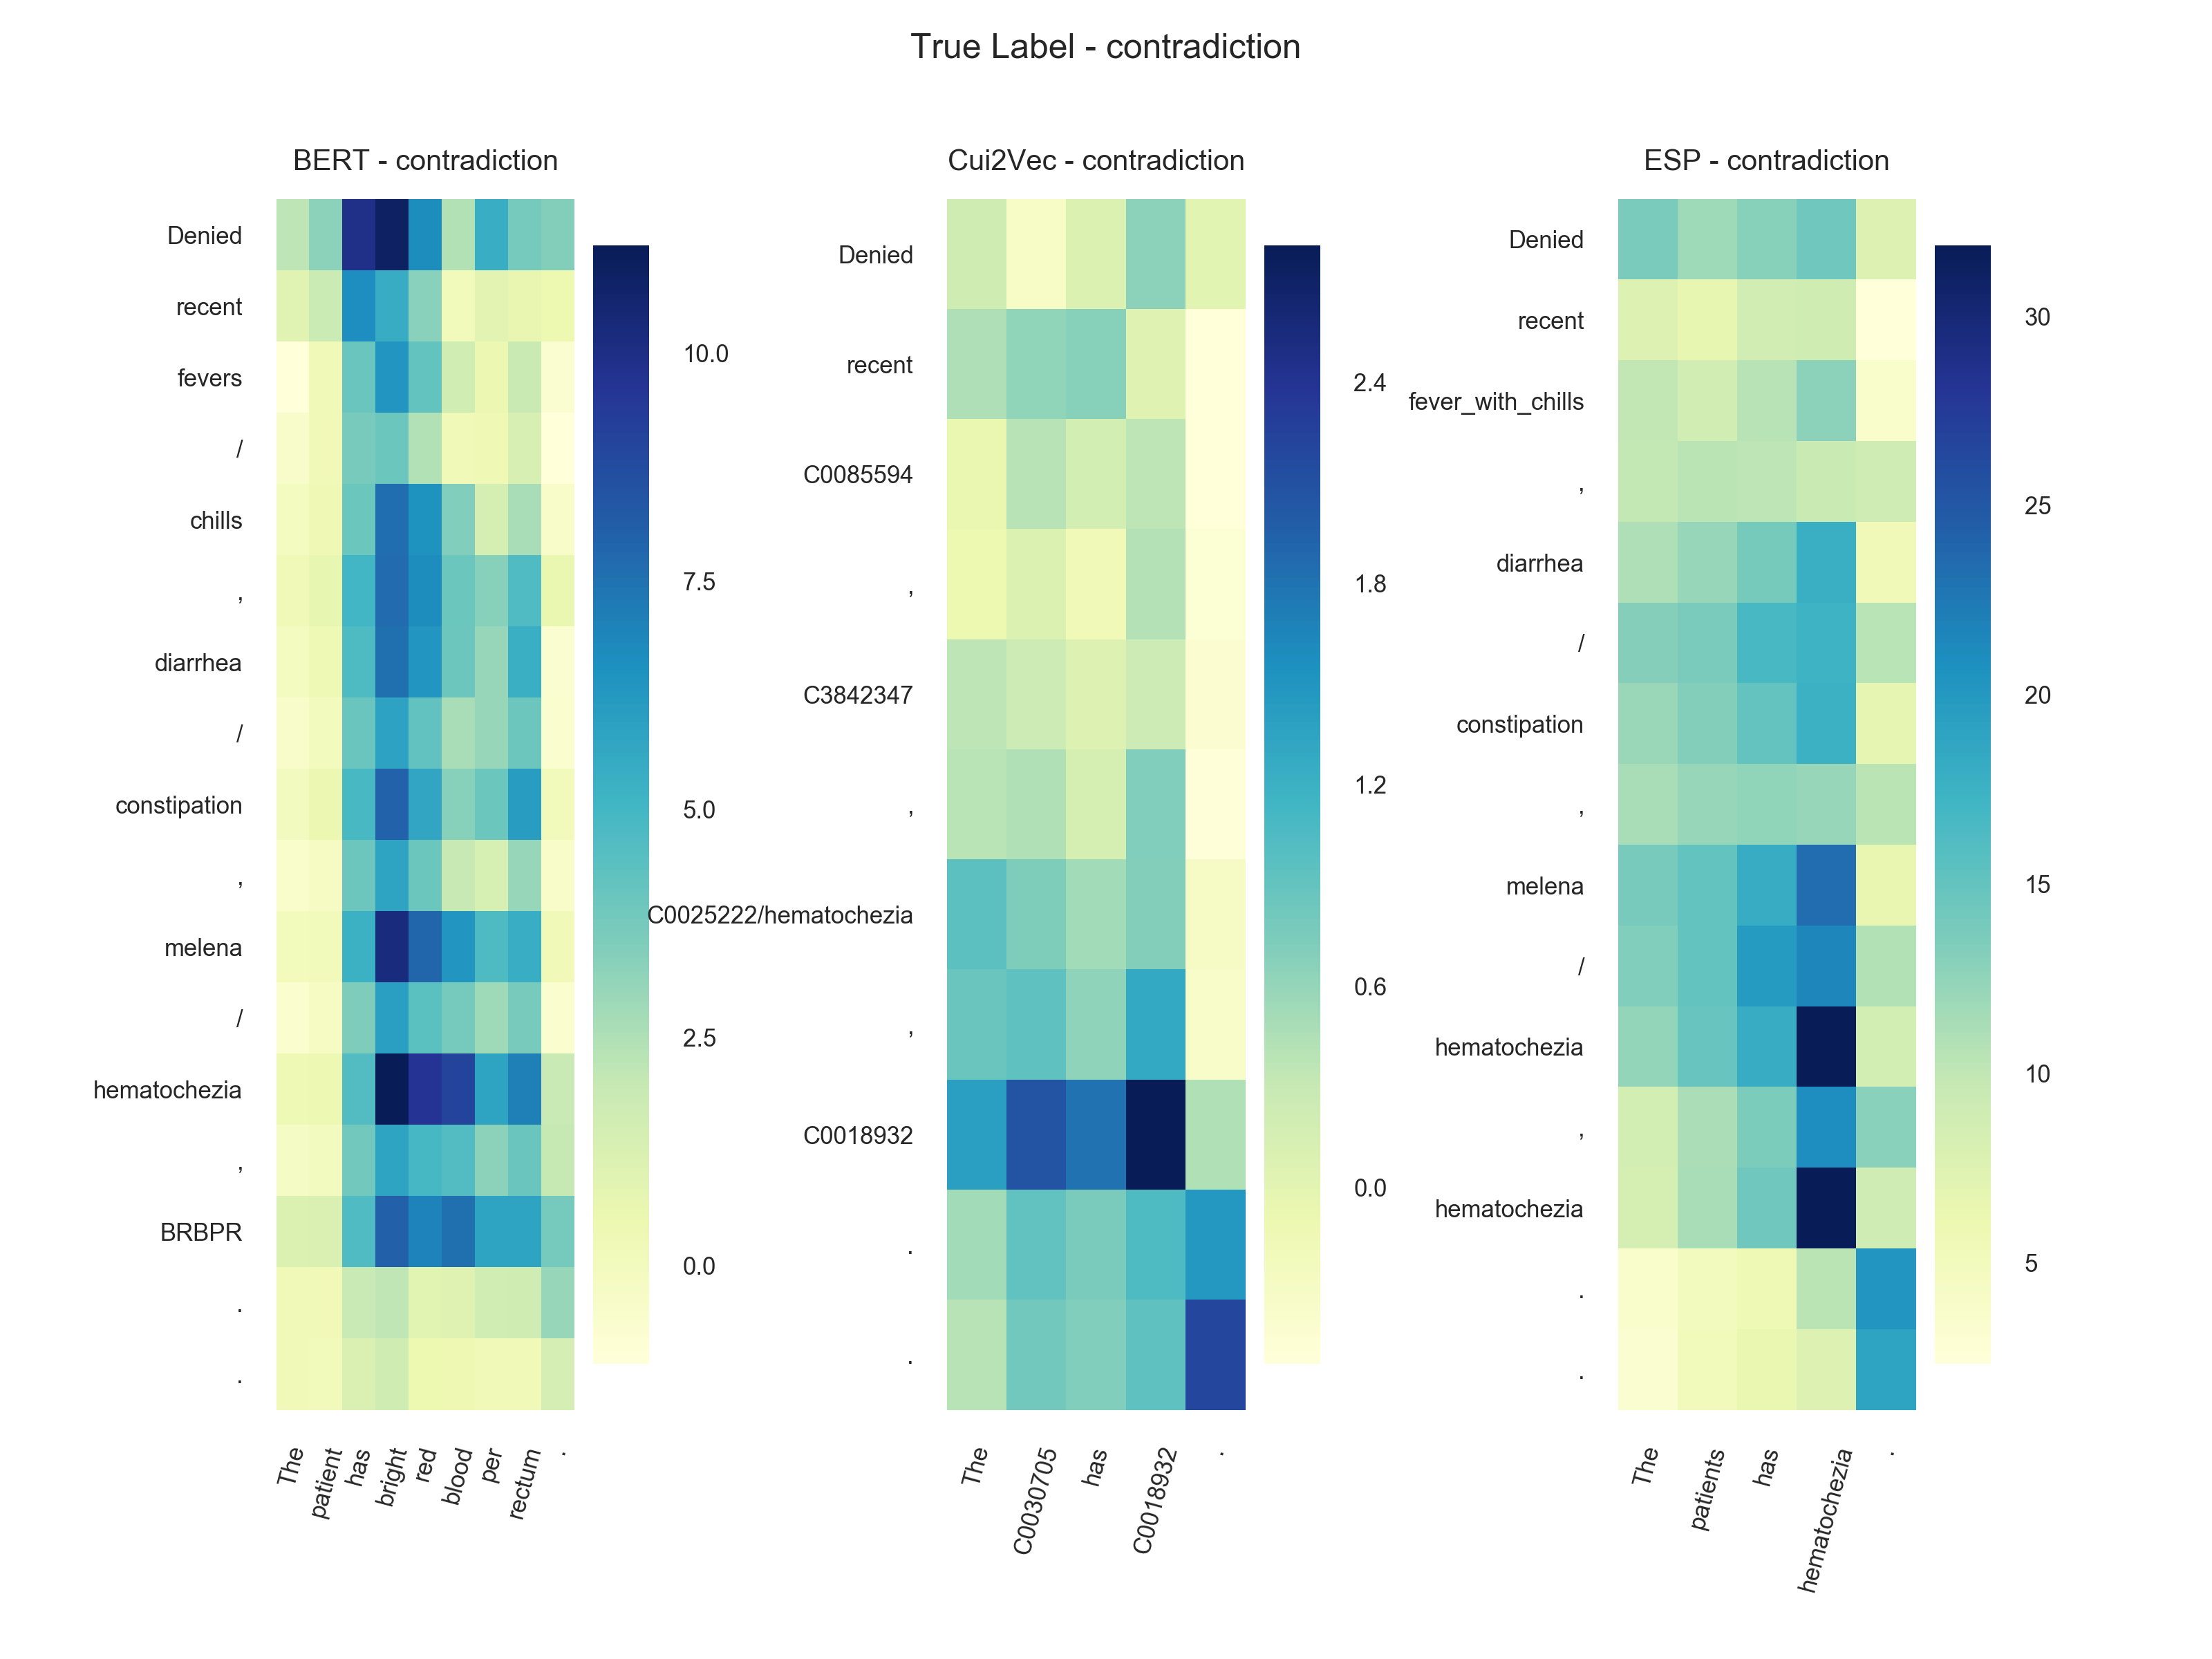 True Label - contradiction
BERT - contradiction
Denied
recent
fevers
/
chills
,
diarrhea
/
constipation
,
melena
/
hematochezia
,
BRBPR
.
.
The
patient
has
bright
red
blood
per
rectum
.
10.0
7.5
5.0
2.5
0.0
Cui2Vec - contradiction
Denied
recent
C0085594
,
C3842347
,
C0025222/hematochezia
,
C0018932
.
.
The
C0030705
has
C0018932
.
2.4
1.8
1.2
0.6
0.0
ESP - contradiction
Denied
recent
fever_with_chills
,
diarrhea
/
constipation
,
melena
/
hematochezia
,
hematochezia
.
.
The
patients
has
hematochezia
.
30
25
20
15
10
5